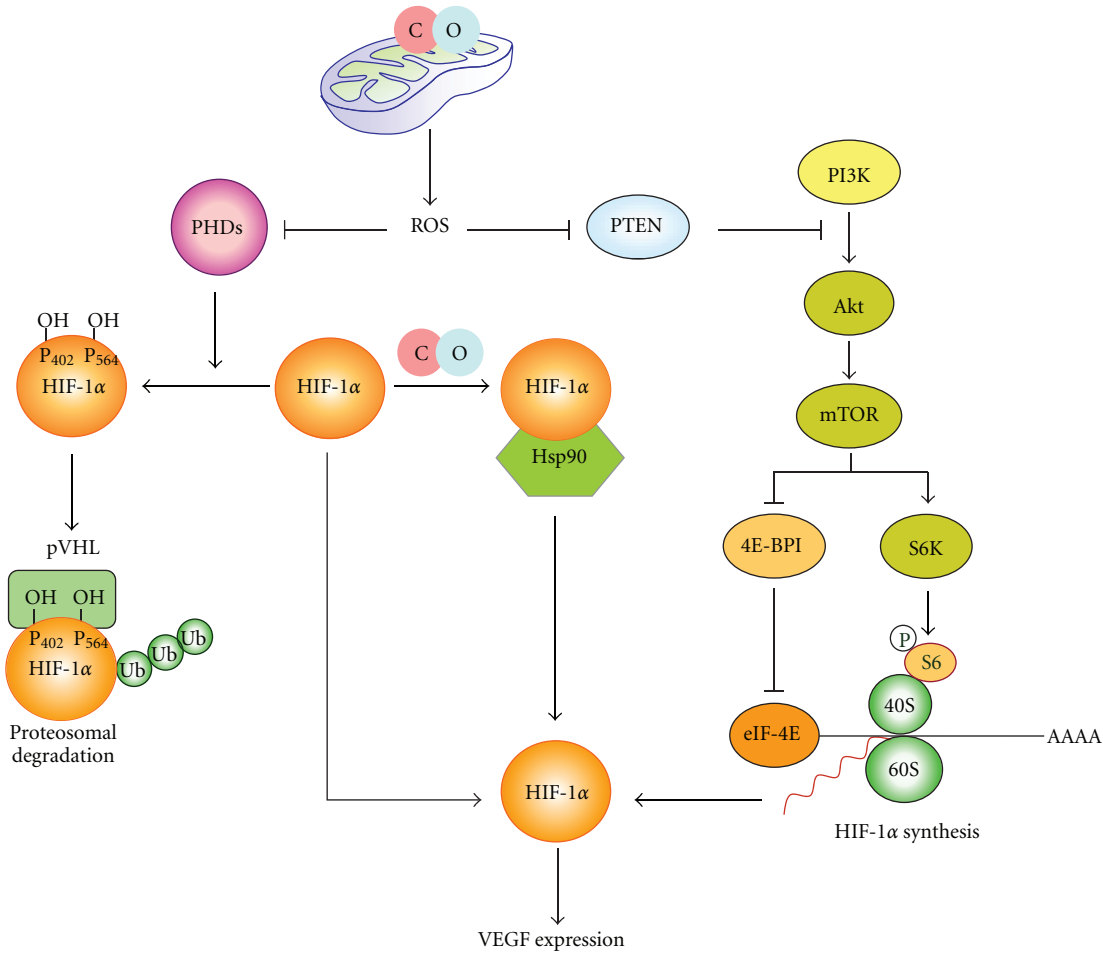 C O
PI3K
PHDs
ROS
PTEN
Akt
OH OH
P402 P564
HIF-1α
HIF-1α
C O
HIF-1α
Hsp90
mTOR
4E-BPI
S6K
pVHL
OH OH
P402 P564
HIF-1α
Ub Ub Ub
Proteosomal
degradation
P
S6
40S
eIF-4E
AAAA
60S
HIF-1α
HIF-1α synthesis
VEGF expression